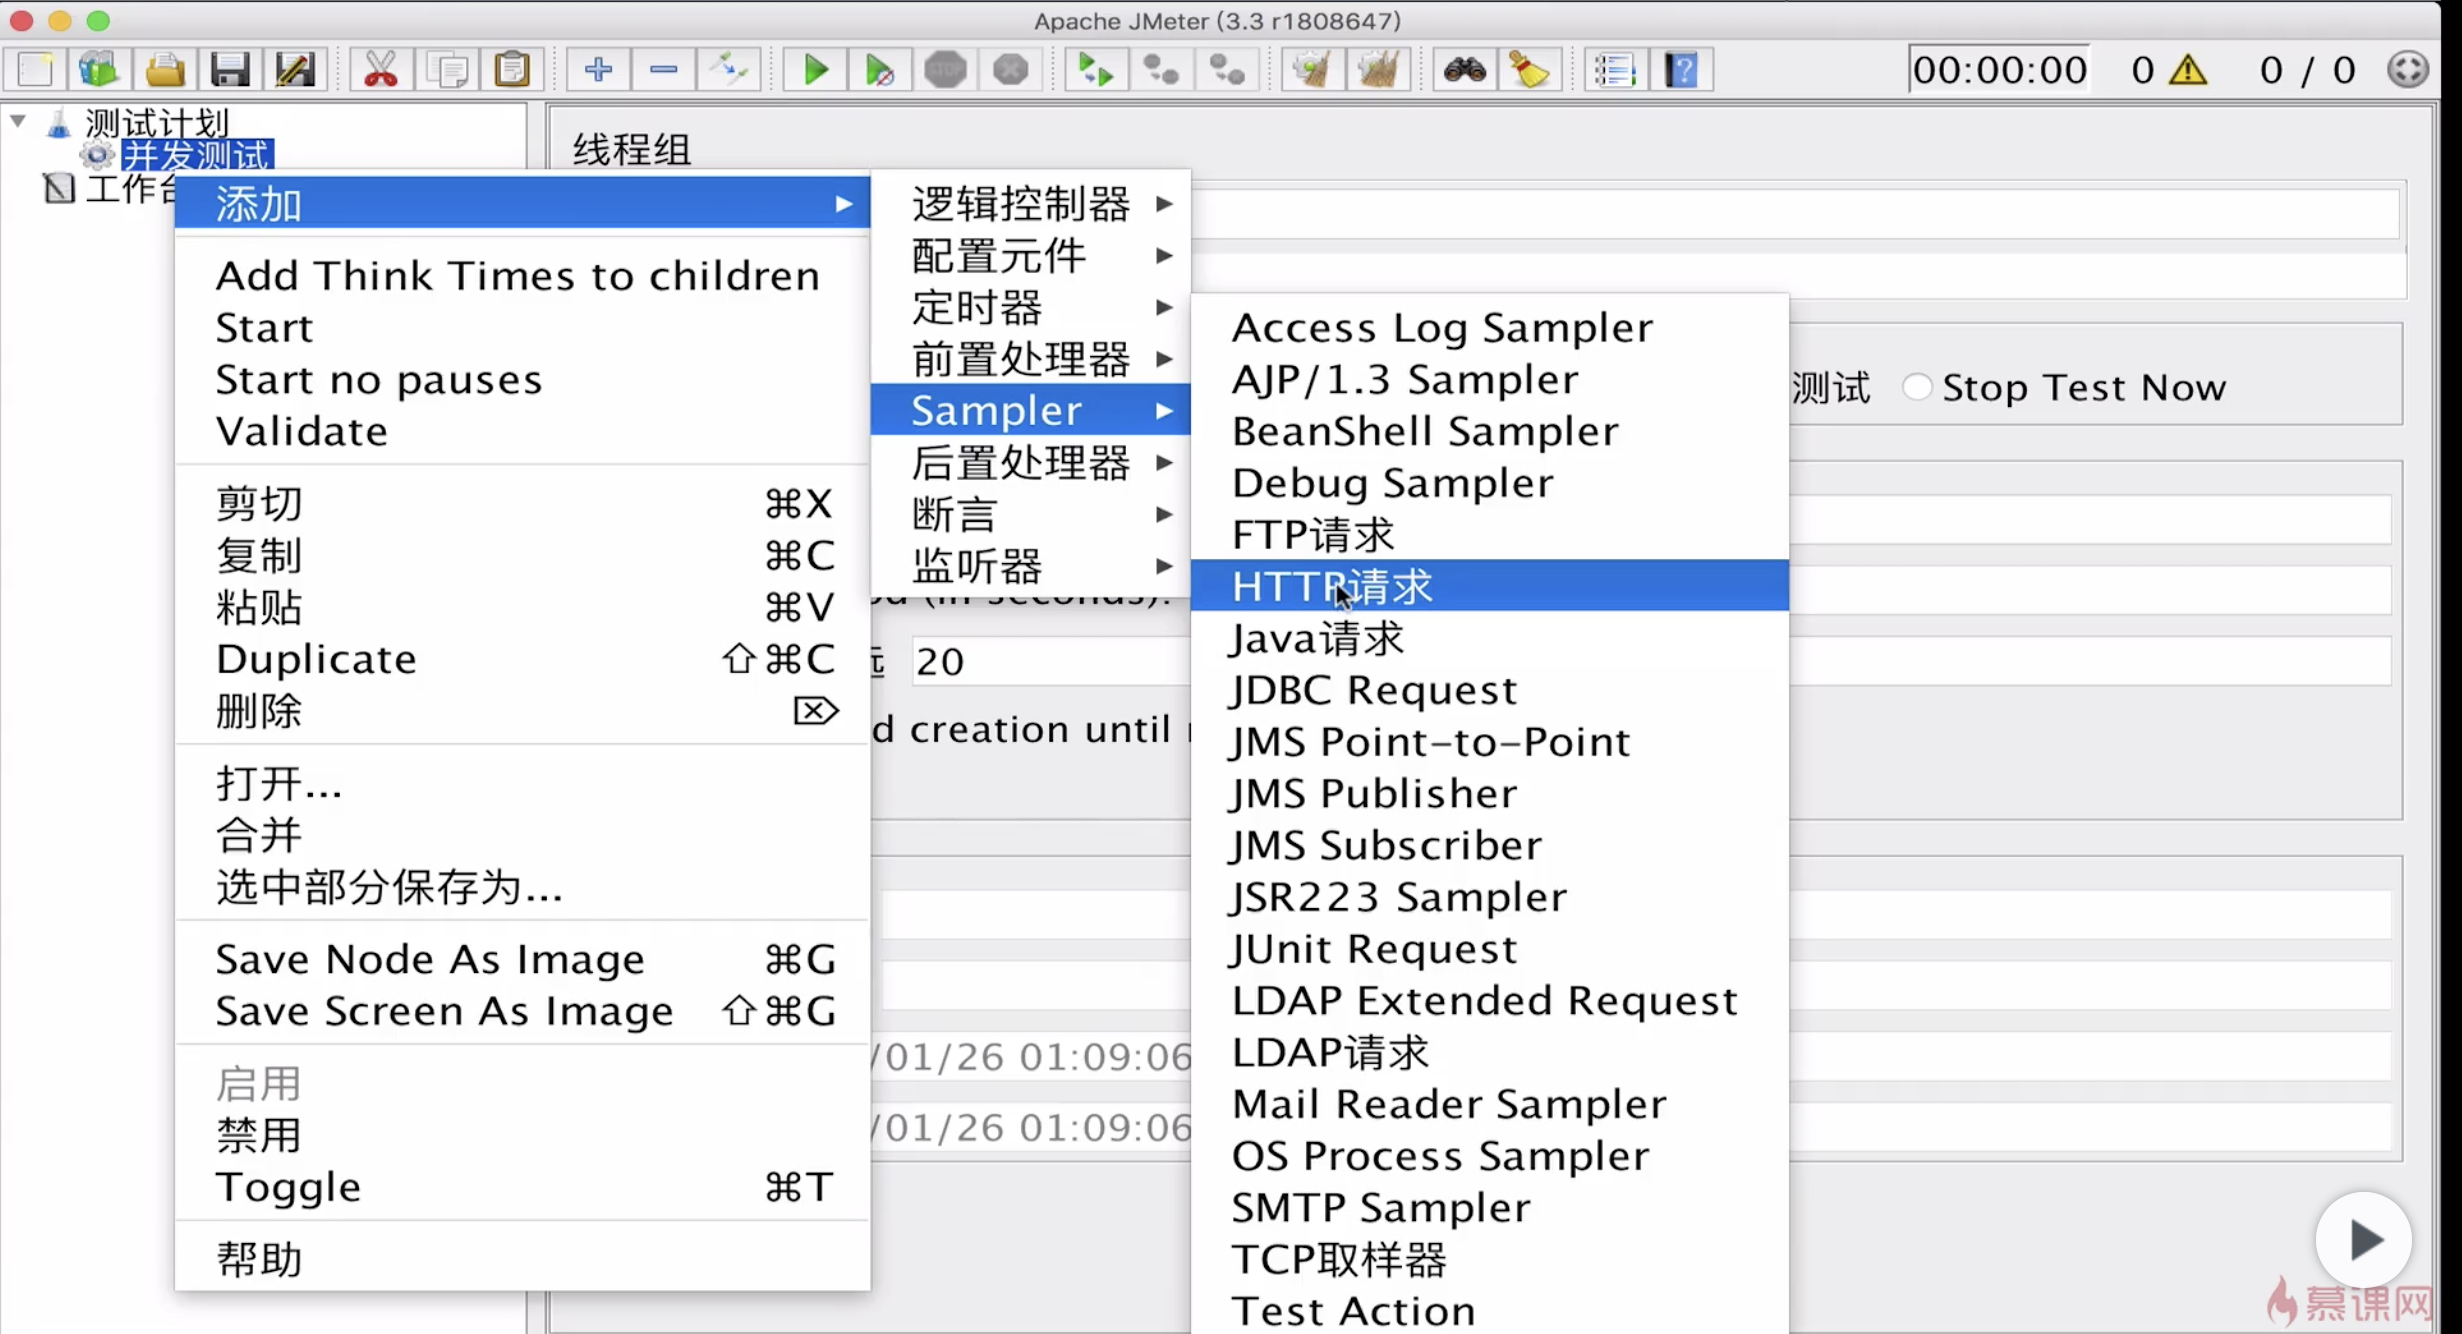 Apache JMeter (3.3 r1808647)
STOP
00:00:00
0
0 / 0
测试计划
并发测试
工作台
线程组
添加
Add Think Times to children
Start
Start no pauses
Validate
剪切 ⌘X
复制 ⌘C
粘贴 ⌘V
Duplicate ⇧⌘C
删除 ⌦
打开...
合并
选中部分保存为...
Save Node As Image ⌘G
Save Screen As Image ⇧⌘G
启用
禁用
Toggle ⌘T
帮助
逻辑控制器
配置元件
定时器
前置处理器
Sampler
后置处理器
断言
监听器
Access Log Sampler
AJP/1.3 Sampler
BeanShell Sampler
Debug Sampler
FTP请求
HTTP请求
Java请求
JDBC Request
JMS Point-to-Point
JMS Publisher
JMS Subscriber
JSR223 Sampler
JUnit Request
LDAP Extended Request
LDAP请求
Mail Reader Sampler
OS Process Sampler
SMTP Sampler
TCP取样器
Test Action
测试 Stop Test Now
(in seconds):
20
d creation until
/01/26 01:09:06
/01/26 01:09:06
慕课网